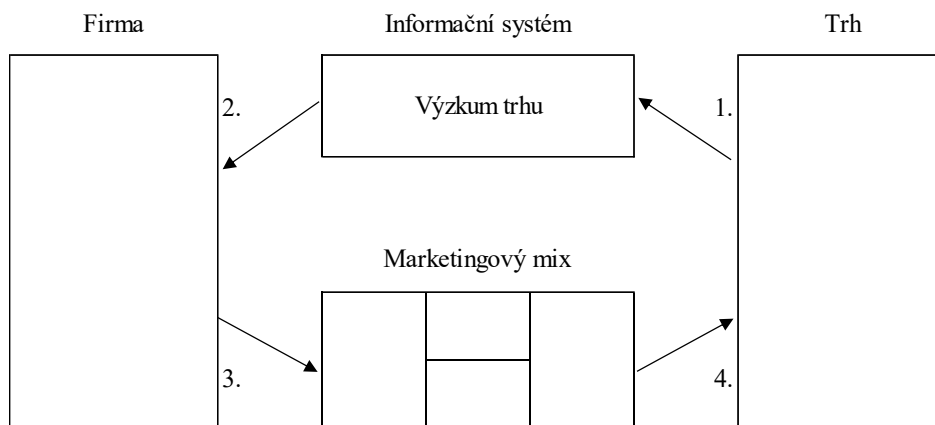 Firma
Informační systém
Trh
2.
Výzkum trhu
1.
Marketingový mix
3.
4.